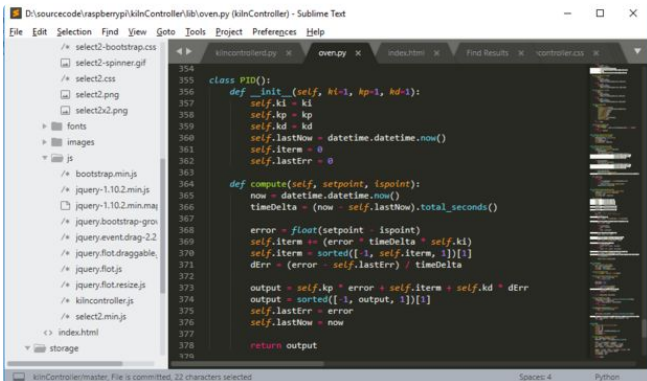 D:\sourcecode\raspberrypi\kilnController\lib\oven.py (kilnController) - Sublime Text
File Edit Selection Find View Goto Tools Project Preferences Help
/* select2-bootstrap.css
select2-spinner.gif
/* select2.css
select2.png
select2x2.png
fonts
images
js
/* bootstrap.min.js
/* jquery-1.10.2.min.js
jquery-1.10.2.min.map
/* jquery.bootstrap-grow
/* jquery.event.drag-2.2
/* jquery.flot.draggable_
/* jquery.flot.js
/* jquery.flot.resize.js
/* kilncontroller.js
/* select2.min.js
<> index.html
storage
kilncontrollerd.py × oven.py × index.html × Find Results × controller.css ×
354
355 class PID():
356 def __init__(self, ki=1, kp=1, kd=1):
357 self.ki = ki
358 self.kp = kp
359 self.kd = kd
360 self.lastNow = datetime.datetime.now()
361 self.iterm = 0
362 self.lastErr = 0
363
364 def compute(self, setpoint, ispoint):
365 now = datetime.datetime.now()
366 timeDelta = (now - self.lastNow).total_seconds()
367
368 error = float(setpoint - ispoint)
369 self.iterm += (error * timeDelta * self.ki)
370 self.iterm = sorted([-1, self.iterm, 1])[1]
371 dErr = (error - self.lastErr) / timeDelta
372
373 output = self.kp * error + self.iterm + self.kd * dErr
374 output = sorted([-1, output, 1])[1]
375 self.lastErr = error
376 self.lastNow = now
377
378 return output
379
kilnController/master, File is committed, 22 characters selected Spaces: 4 Python